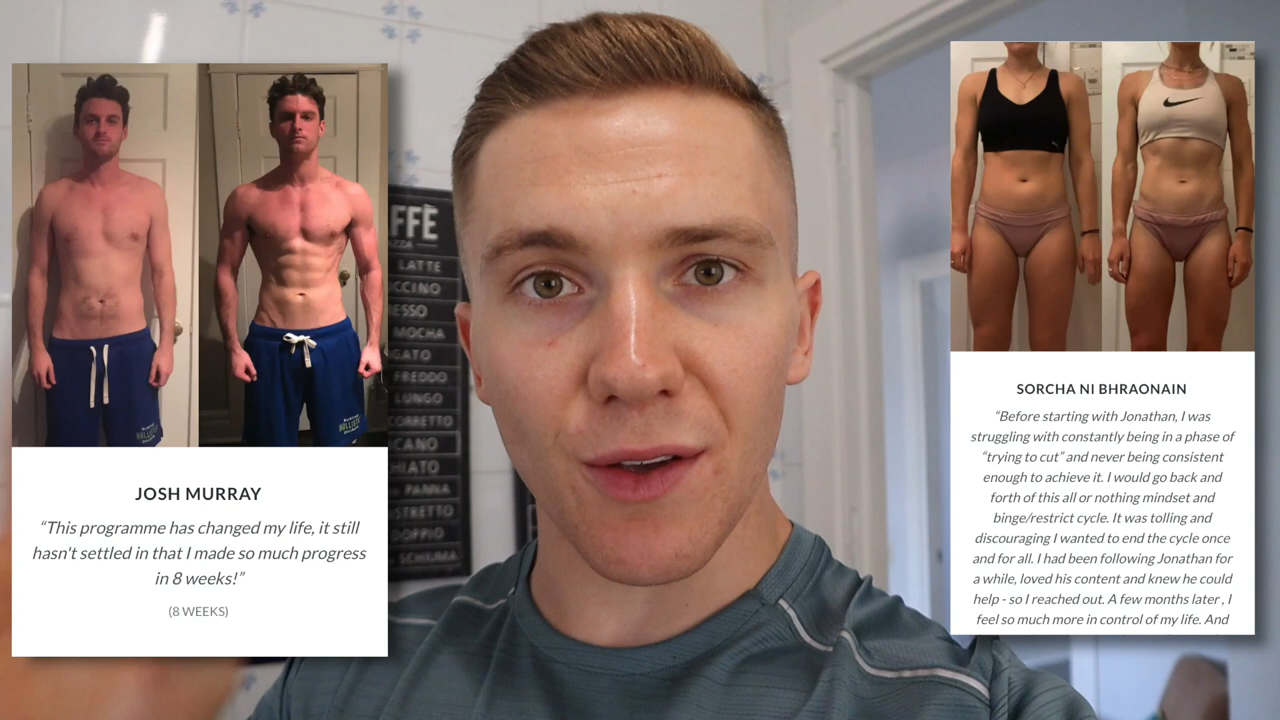 JOSH MURRAY
“This programme has changed my life, it still
hasn't settled in that I made so much progress
in 8 weeks!”
(8 WEEKS)
FFÈ
LATTE
CCINO
ESSO
MOCHA
GATO
FREDDO
LUNGO
CORRETTO
CANO
HIATO
PANNA
ISTRETTO
DOPPIO
SCHIUMA
SORCHA NI BHRAONAIN
“Before starting with Jonathan, I was
struggling with constantly being in a phase of
“trying to cut” and never being consistent
enough to achieve it. I would go back and
forth of this all or nothing mindset and
binge/restrict cycle. It was tolling and
discouraging I wanted to end the cycle once
and for all. I had been following Jonathan for
a while, loved his content and knew he could
help - so I reached out. A few months later , I
feel so much more in control of my life. And